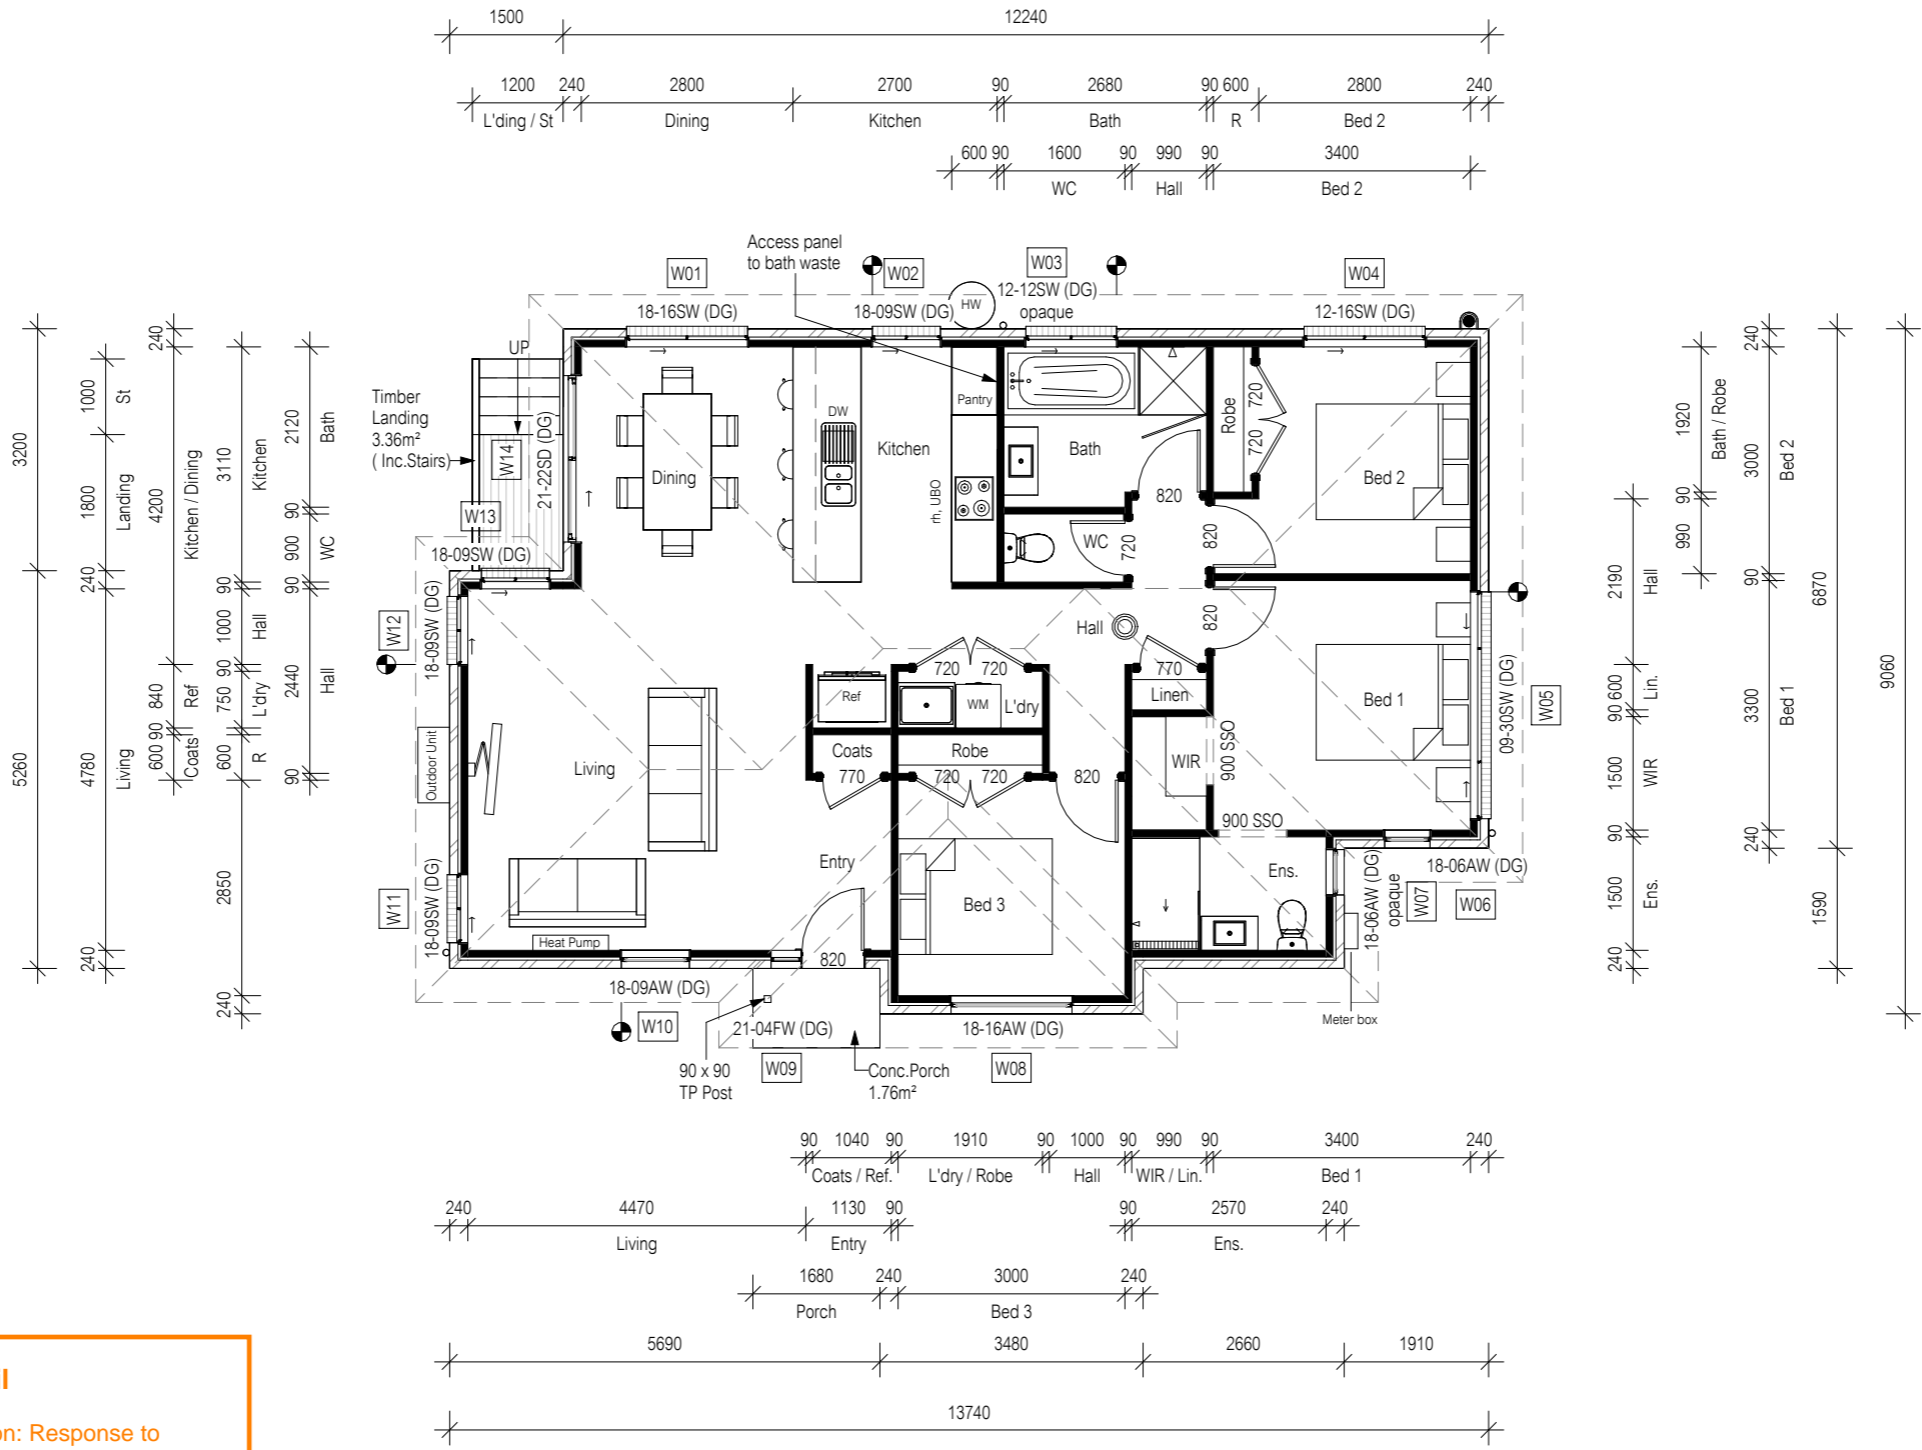 1500 12240
1200 240 2800 2700 90 2680 90 600 2800 240
L'ding / St Dining Kitchen Bath R Bed 2
600 90 1600 90 990 90 3400
WC Hall Bed 2
Access panel
to bath waste
W01 W02 W03 W04
18-16SW (DG) 18-09SW (DG) HW 12-12SW (DG)
opaque
12-16SW (DG)
UP
Timber
Landing
3.36m²
( Inc.Stairs)
W14
21-22SD (DG)
W13
18-09SW (DG)
Dining
DW
Kitchen
Pantry
rh, UBO
Bath
Robe
720
720
Bed 2
820
WC
720
820
820
Hall
W12
18-09SW (DG)
Outdoor Unit
W11
18-09SW (DG)
Living
Ref
720 720
WM
L'dry
770
Linen
Coats
770
Robe
720 720
820
WIR
900 SSO
900 SSO
Bed 1
09-30SW (DG)
W05
Entry
Bed 3
Ens.
18-06AW (DG)
W06
18-06AW (DG)
opaque
W07
Heat Pump
820
18-09AW (DG)
W10
21-04FW (DG)
W09
18-16AW (DG)
W08
90 x 90
TP Post
Conc.Porch
1.76m²
Meter box
3200
5260
1000 St
1800 Landing
240
4780 Living
240
240
4200 Kitchen / Dining
840 Ref
90
600 Coats
3110 Kitchen
90
1000 Hall
90
750 L'dry
600 R
2850
240
2120 Bath
90
900 WC
90
2440 Hall
90
1920 Bath / Robe
90
990
2190 Hall
600 Lin.
90
1500 WIR
90
1500 Ens.
240
240
3000 Bed 2
90
3300 Bed 1
240
6870
1590
9060
90 1040 90 1910 90 1000 90 990 90 3400 240
Coats / Ref. L'dry / Robe Hall WIR / Lin. Bed 1
240 4470 1130 90 90 2570 240
Living Entry Ens.
1680 240 3000 240
Porch Bed 3
5690 3480 2660 1910
13740
on: Response to